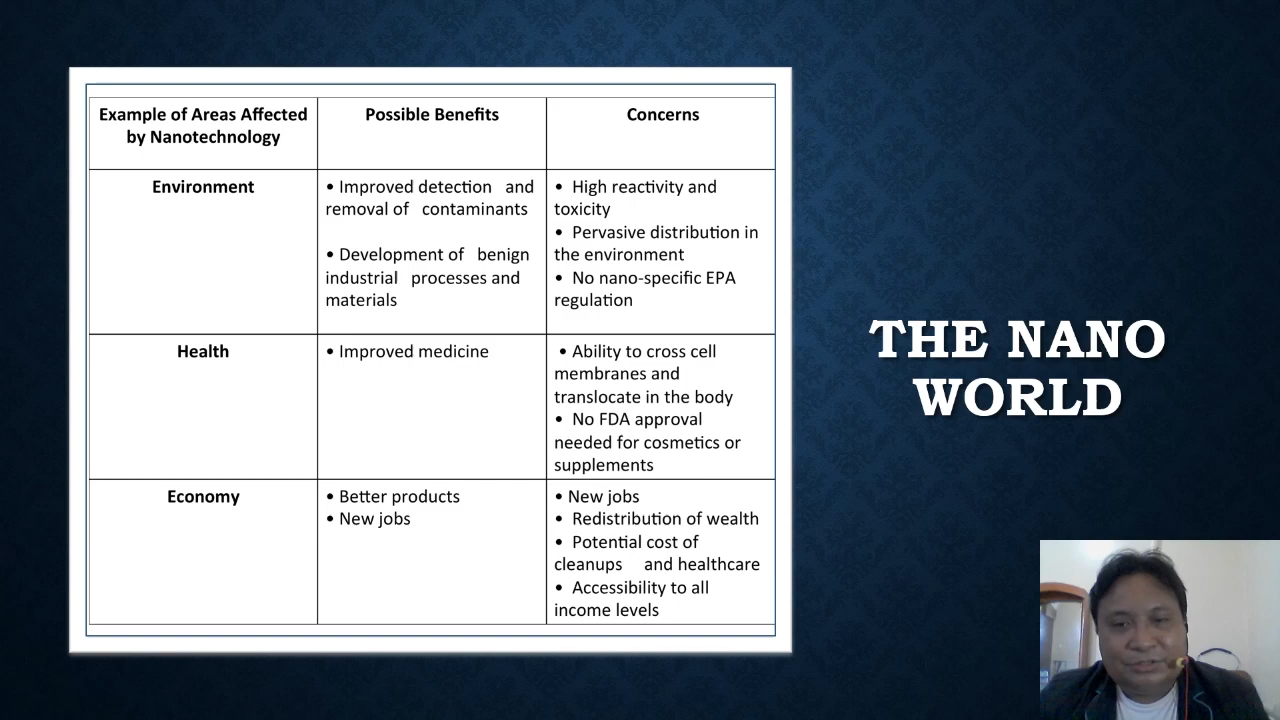 Example of Areas Affected
by Nanotechnology
Possible Benefits
Concerns
Environment
• Improved detection and
removal of contaminants
• Development of benign
industrial processes and
materials
• High reactivity and
toxicity
• Pervasive distribution in
the environment
• No nano-specific EPA
regulation
Health
• Improved medicine
• Ability to cross cell
membranes and
translocate in the body
• No FDA approval
needed for cosmetics or
supplements
Economy
• Better products
• New jobs
• New jobs
• Redistribution of wealth
• Potential cost of
cleanups and healthcare
• Accessibility to all
income levels
THE NANO
WORLD